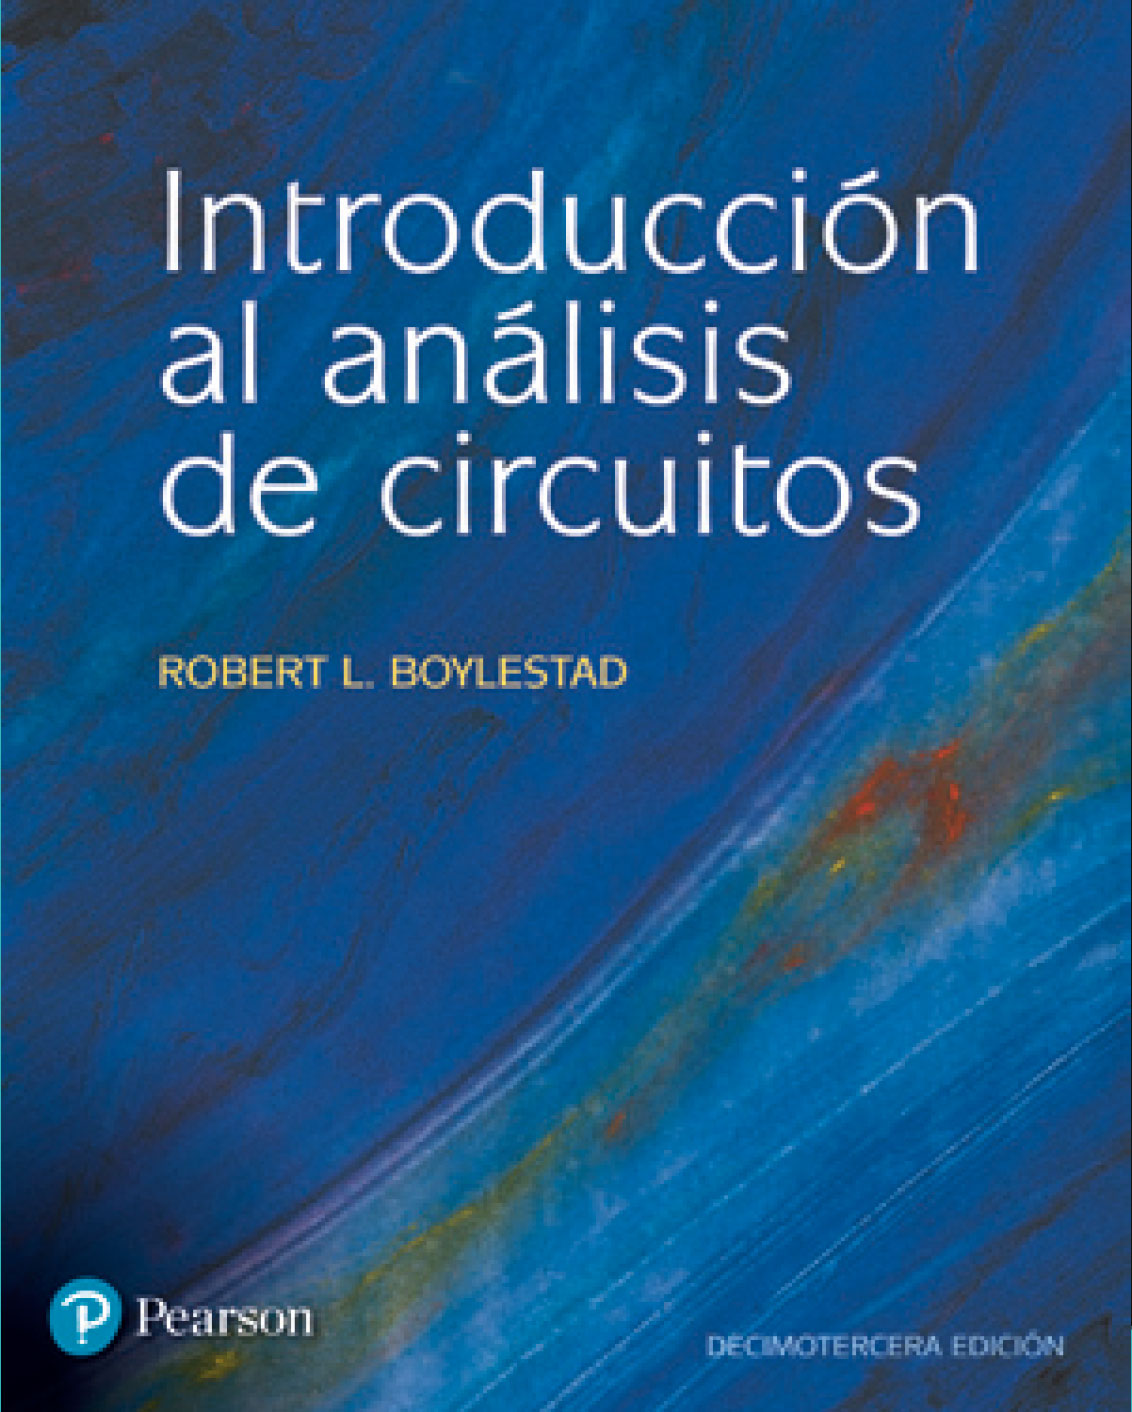 Introducción
al análisis
de circuitos
ROBERT L. BOYLESTAD
Pearson
DECIMOTERCERA EDICIÓN